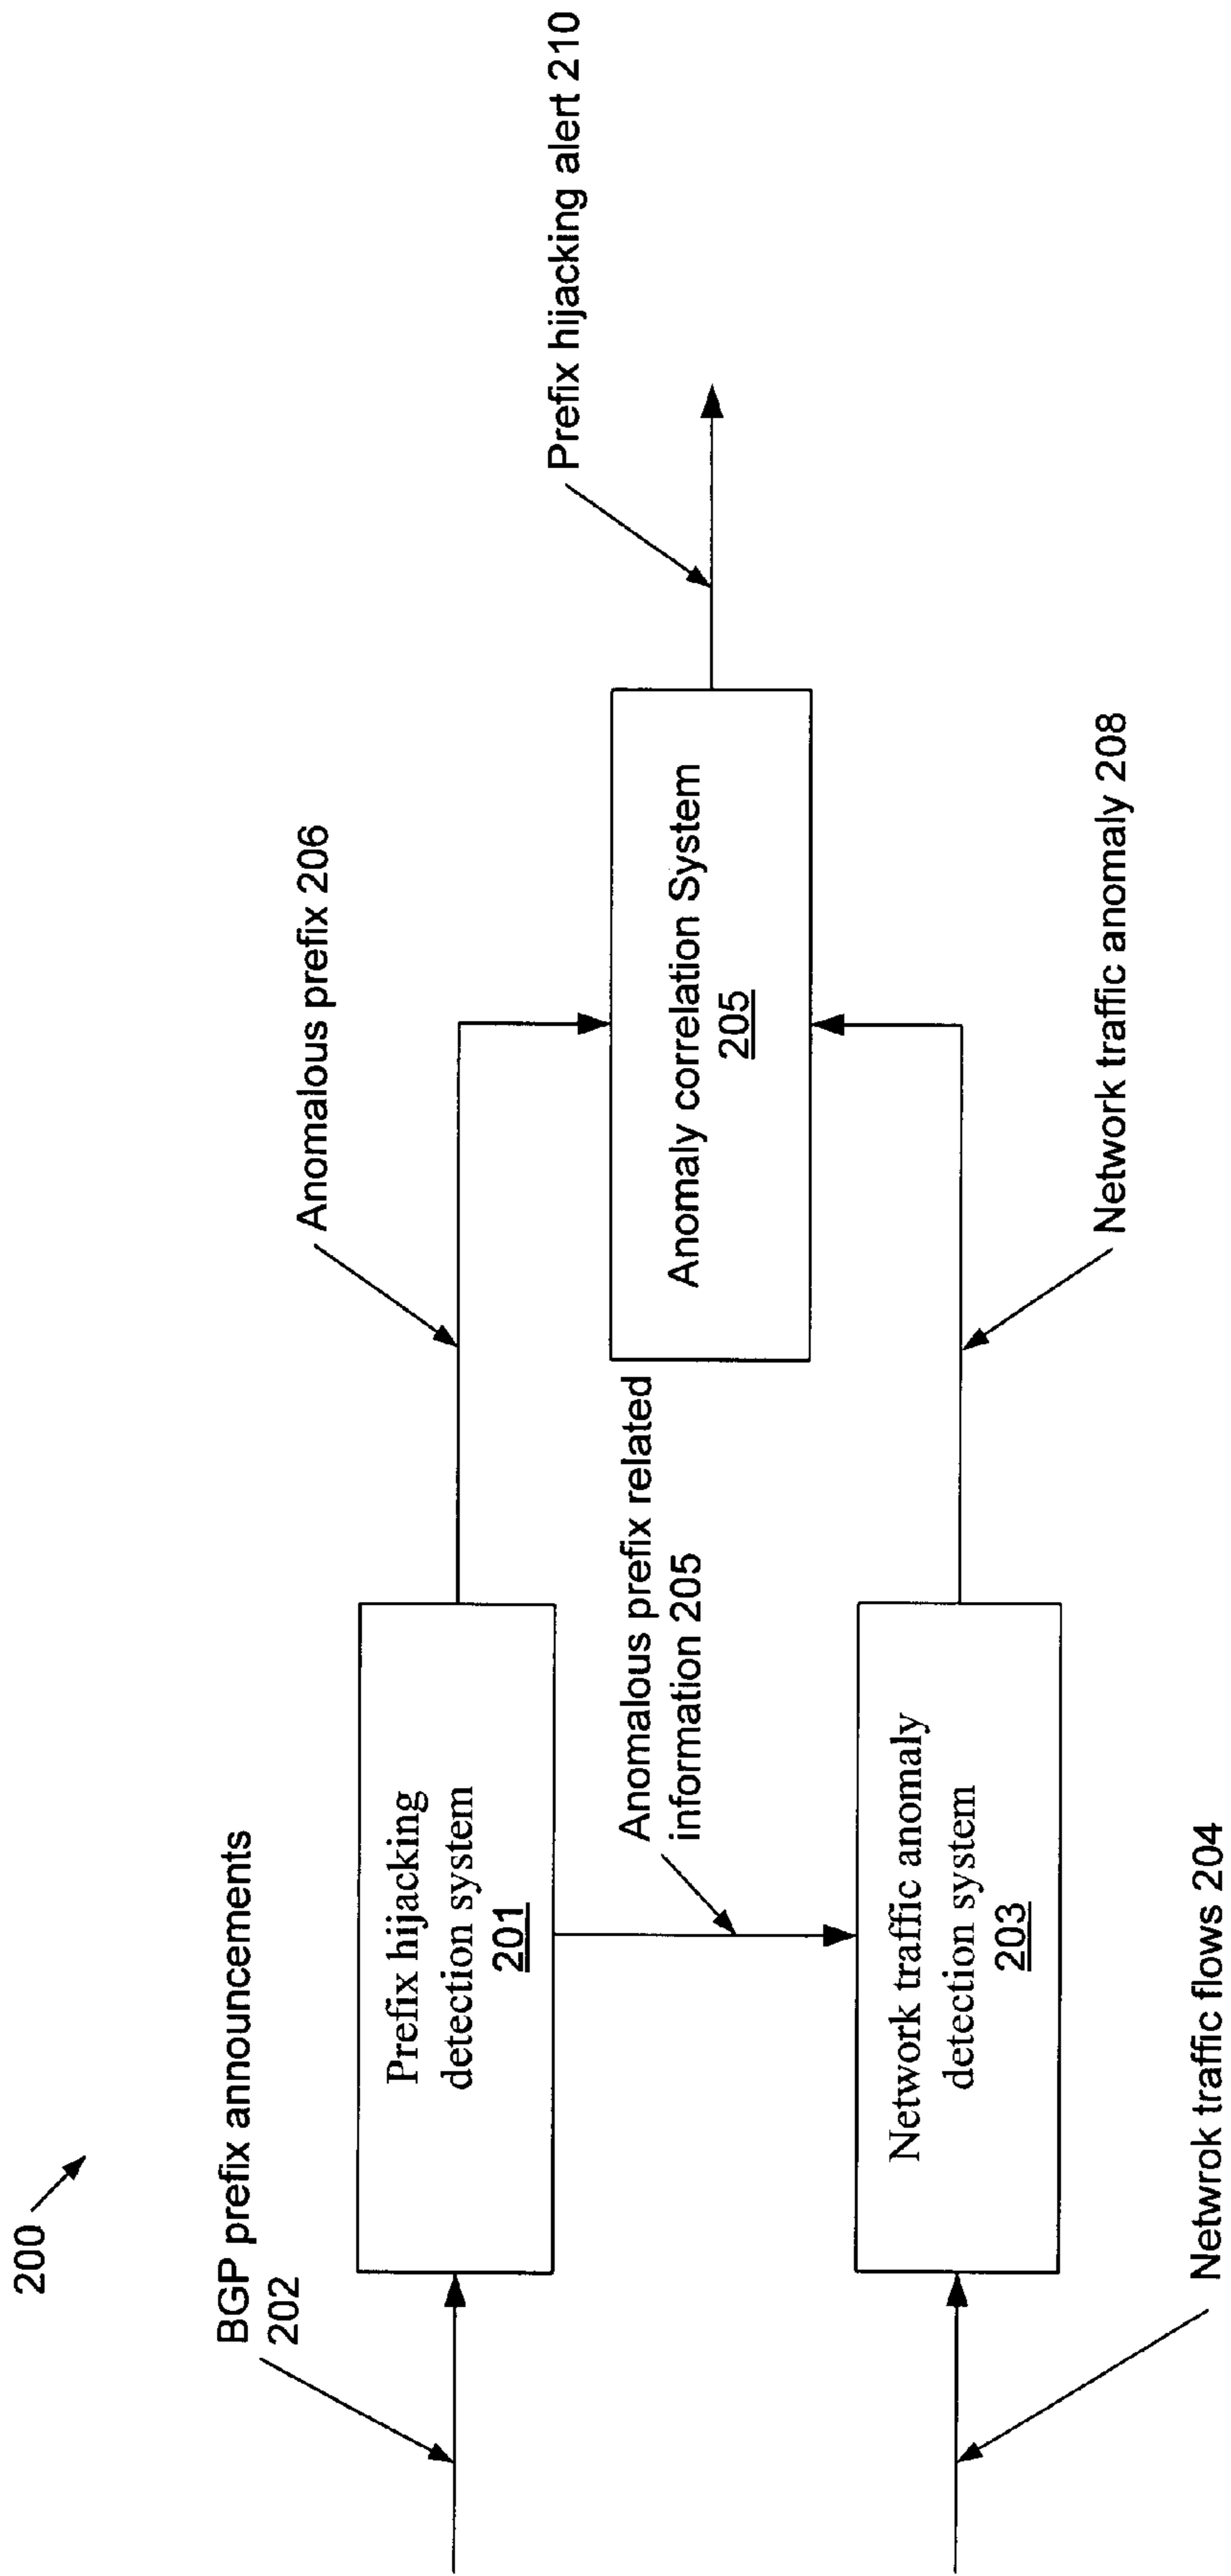 200
BGP prefix announcements
202
Prefix hijacking
detection system
201
Anomalous prefix 206
Anomalous prefix related
information 205
Anomaly correlation System
205
Prefix hijacking alert 210
Network traffic anomaly
detection system
203
Netwrok traffic flows 204
Network traffic anomaly 208